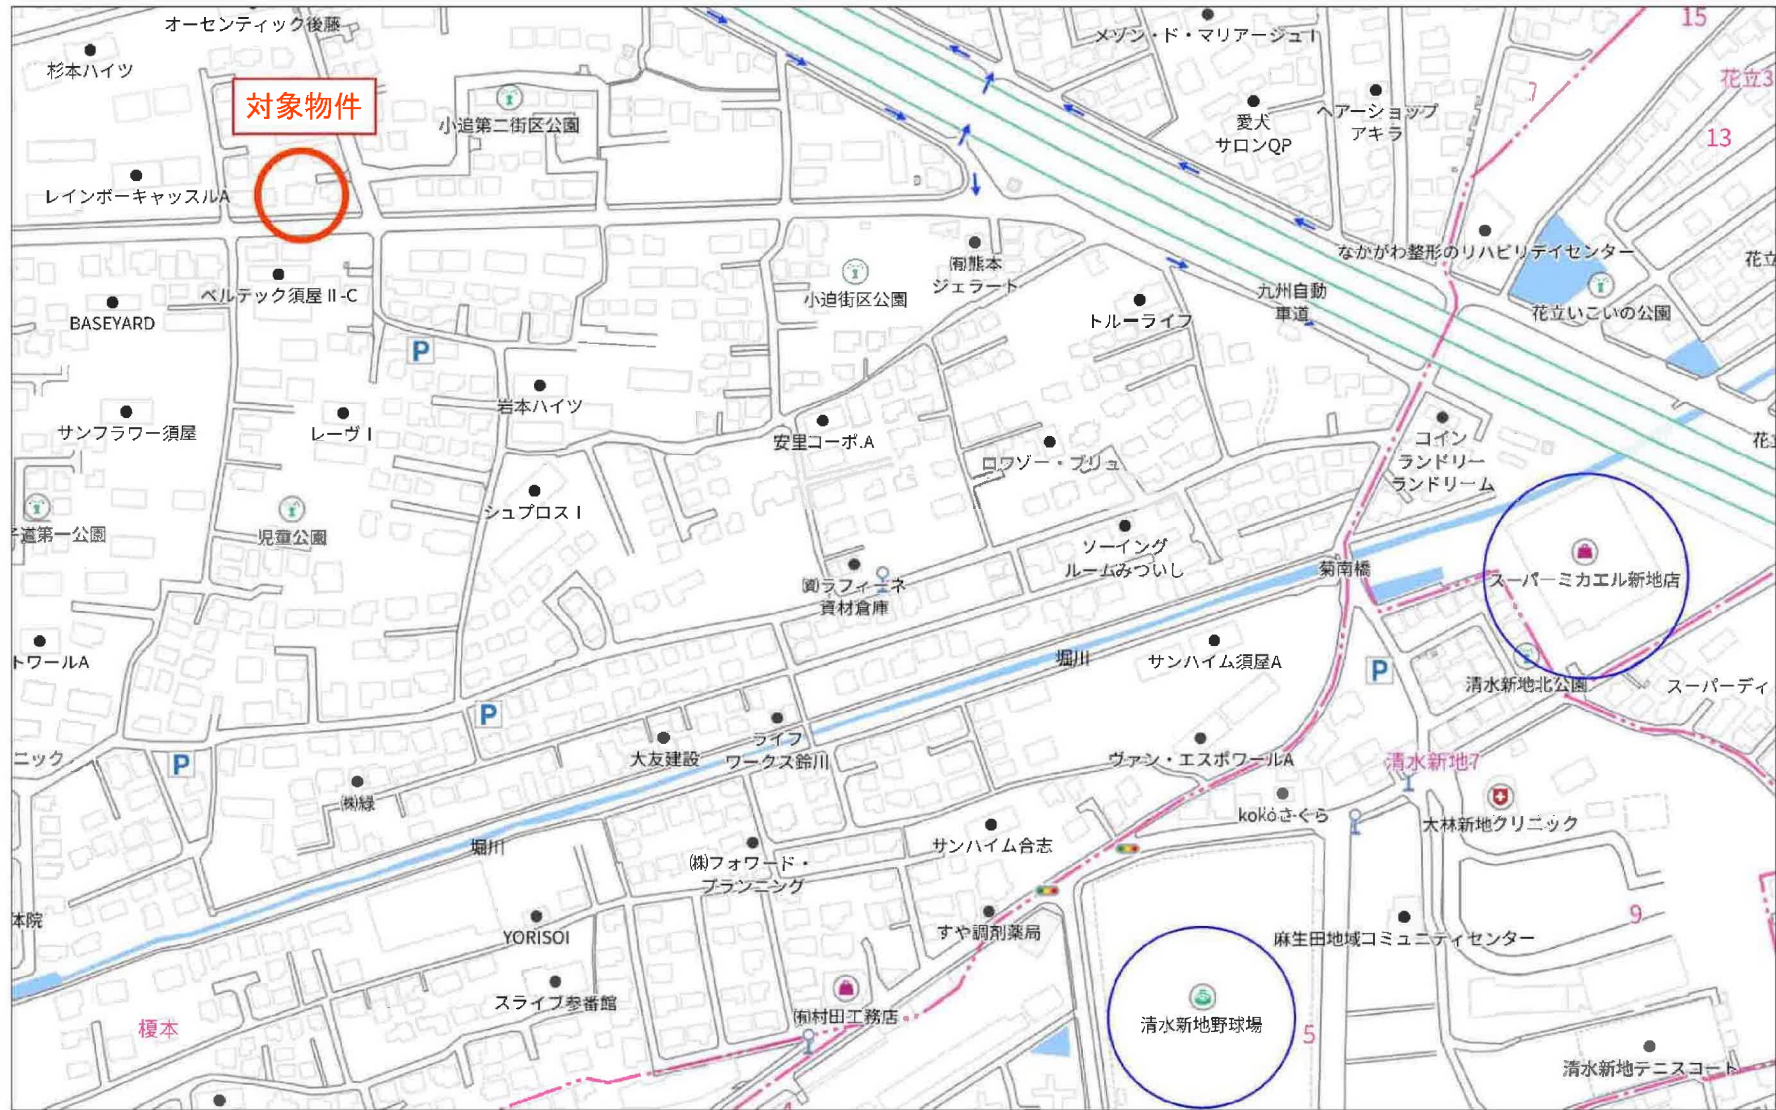 オーセンティック後藤
杉本ハイツ
対象物件
小迫第二街区公園
レインボーキャッスルA
メゾン・ド・マリアージュI
愛犬
サロンQP
ヘアーショップ
アキラ
15
花立3
13
ベルテック須屋Ⅱ-C
BASEYARD
小迫街区公園
㈲熊本
ジェラート
トルーライフ
九州自動
車道
なかがわ整形のリハビリデイセンター
花立
花立いこいの公園
P
岩本ハイツ
サンフラワー須屋
レーヴⅠ
安里コーポ.A
ロワゾー・ブリュ
コイン
ランドリー
ランドリーム
花立
シュプロスⅠ
道第一公園
児童公園
ソーイング
ルームみついし
㈾ラフィーネ
資材倉庫
菊南橋
スーパーミカエル新地店
トワールA
堀川
サンハイム須屋A
P
清水新地北公園
スーパーディ
P
ニック
P
大友建設
ライフ
ワークス鈴川
ヴァン・エスポワールA
清水新地7
㈱緑
kokoさくら
大林新地クリニック
堀川
㈱フォワード・
プランニング
サンハイム合志
体院
YORISOI
すや調剤薬局
麻生田地域コミュニティセンター
9
スライブ参番館
㈲村田工務店
榎本
清水新地野球場
5
清水新地テニスコート